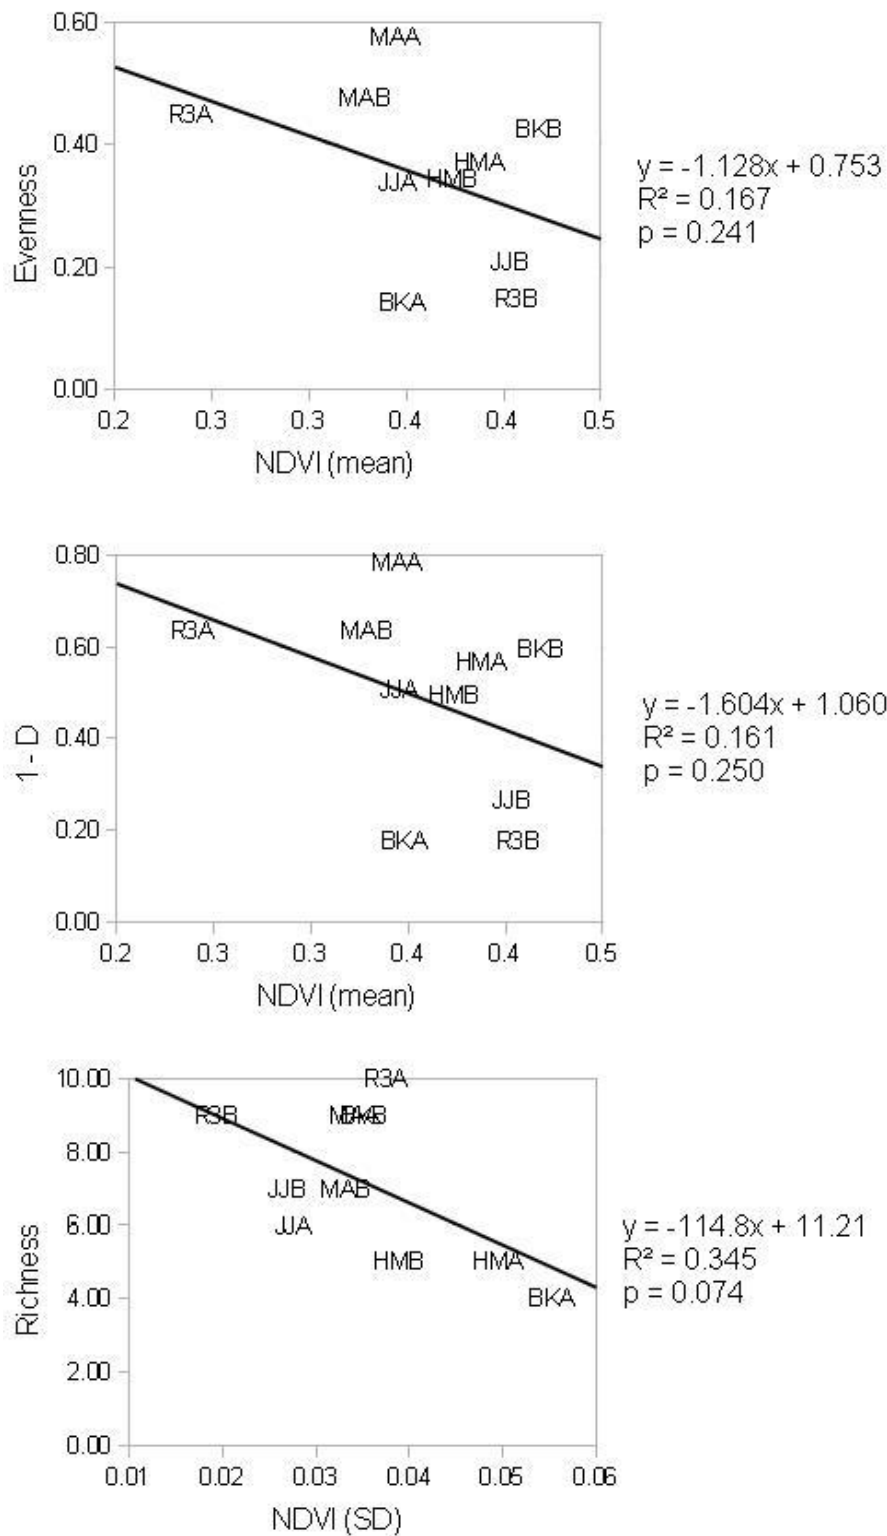 0.60
MAA
MAB
R3A
BKB
0.40
HMA
JJA
HMB
Evenness
y = -1.128x + 0.753
R² = 0.167
p = 0.241
0.20
JJB
BKA
R3B
0.00
0.2 0.3 0.3 0.4 0.4 0.5
NDVI (mean)
0.80
MAA
R3A
MAB
0.60
BKB
HMA
JJA
HMB
1 - D
0.40
y = -1.604x + 1.060
R² = 0.161
p = 0.250
JJB
0.20
BKA
R3B
0.00
0.2 0.3 0.3 0.4 0.4 0.5
NDVI (mean)
10.00
R3A
R3B
8.00
JJB
MAB
6.00
JJA
HMB
HMA
Richness
y = -114.8x + 11.21
R² = 0.345
p = 0.074
4.00
BKA
2.00
0.00
0.01 0.02 0.03 0.04 0.05 0.06
NDVI (SD)